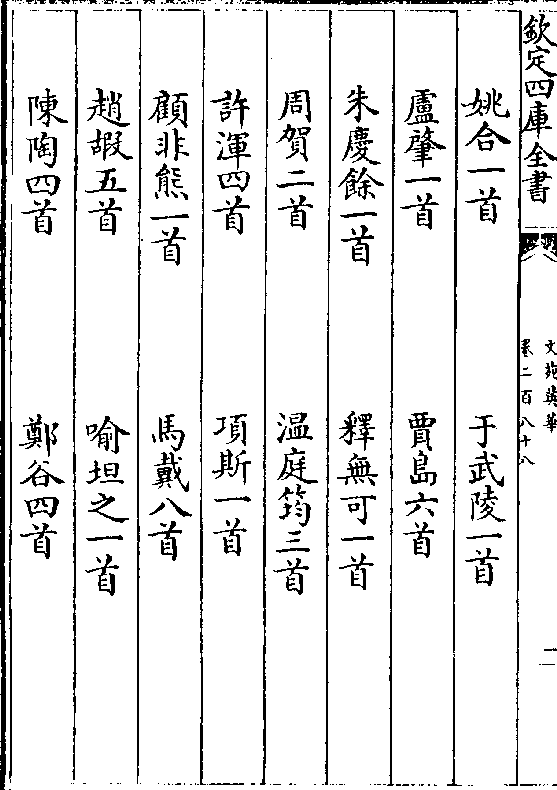 欽定四庫全書
文苑英華
卷二百八十八
姚合一首 于武陵一首
盧肇一首 賈島六首
朱慶餘一首 釋無可一首
周賀二首 温庭筠三首
許渾四首 項斯一首
顧非熊一首 馬戴八首
趙嘏五首 喻坦之一首
陳陶四首 鄭谷四首